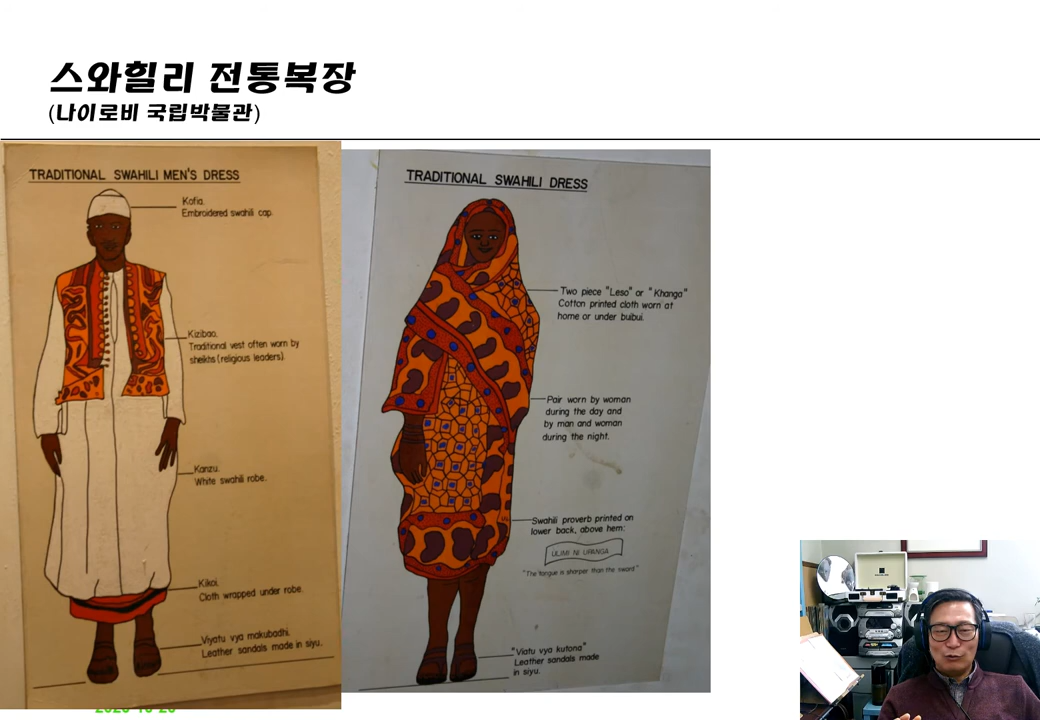 스와힐리 전통복장
(나이로비 국립박물관)
TRADITIONAL SWAHILI MEN'S DRESS
Kofia.
Embroidered swahili cap.
Kizibao.
Traditional vest often worn by
sheikhs (religious leaders).
Kanzu.
White swahili robe.
Kikoi.
Cloth wrapped under robe.
Viyatu vya makubadhi.
Leather sandals made in siyu.
TRADITIONAL SWAHILI DRESS
Two piece "Leso" or "Khanga"
Cotton printed cloth worn at
home or under buibui.
Pair worn by woman
during the day and
by man and woman
during the night.
Swahili proverb printed on
lower back, above hem:
ULIMI NI UPANGA
"The tongue is sharper than the sword"
"Viatu vya kutona"
Leather sandals made
in siyu.